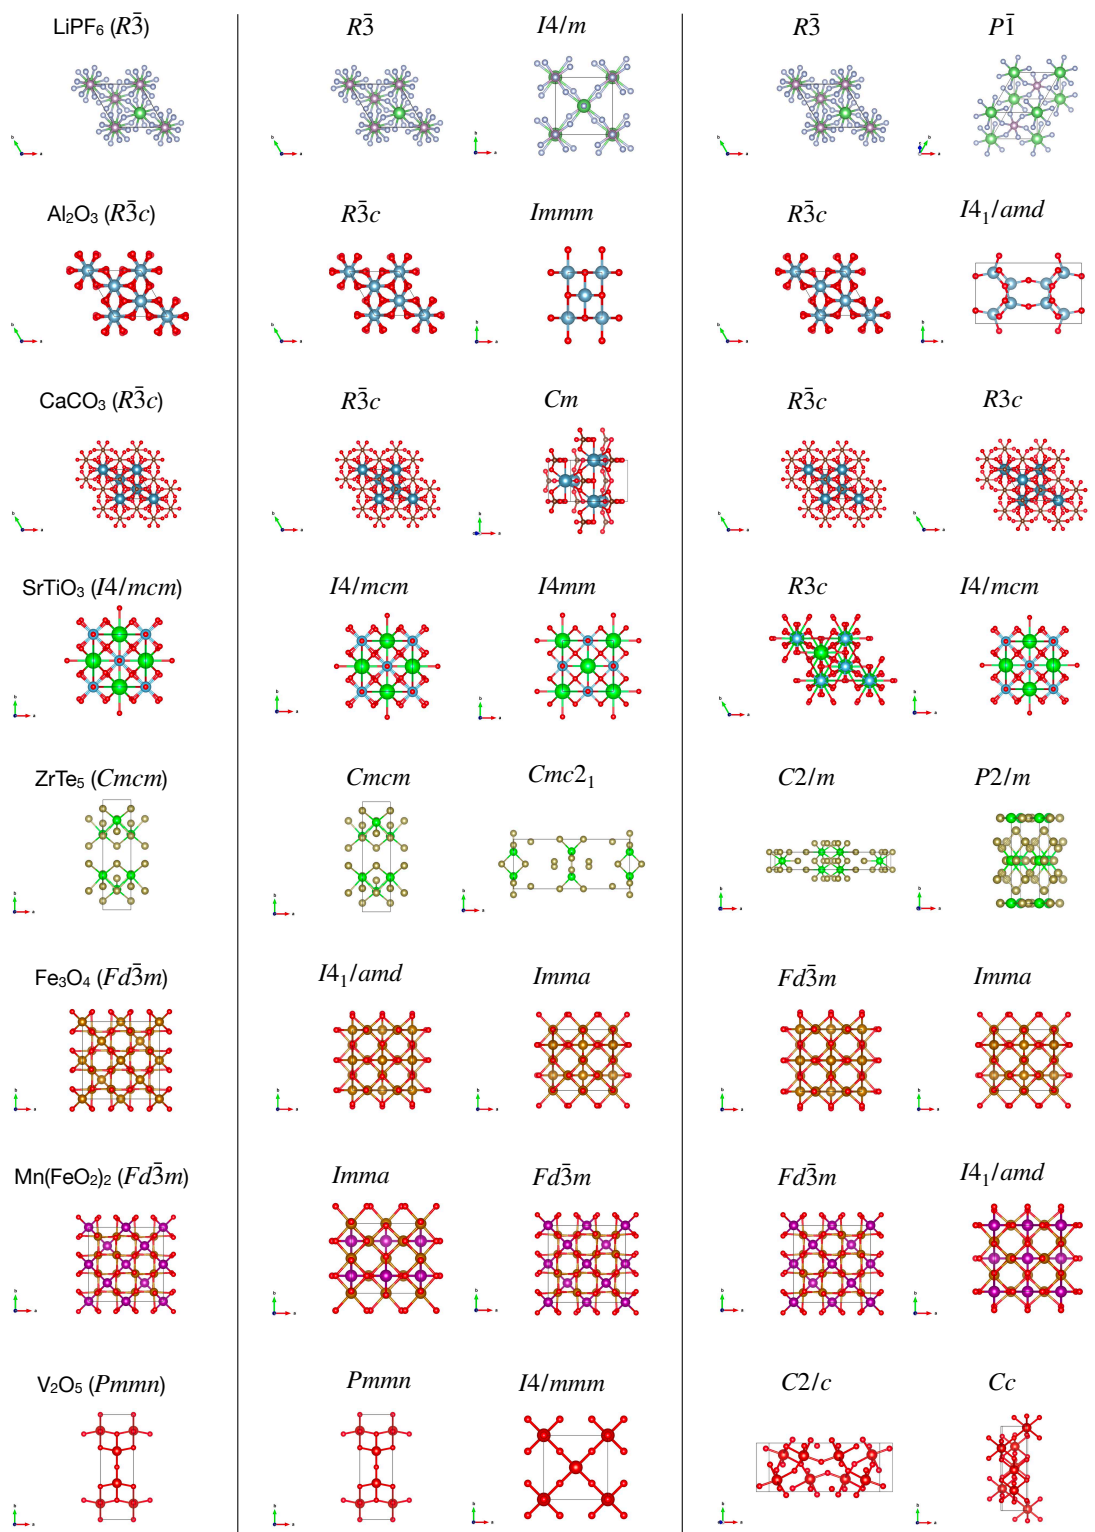 LiPF₆ (R3̄) R3̄ I4/m R3̄ P1̄
Al₂O₃ (R3̄c) R3̄c Immm R3̄c I4₁/amd
CaCO₃ (R3̄c) R3̄c Cm R3̄c R3c
SrTiO₃ (I4/mcm) I4/mcm I4mm R3c I4/mcm
ZrTe₅ (Cmcm) Cmcm Cmc2₁ C2/m P2/m
Fe₃O₄ (Fd3̄m) I4₁/amd Imma Fd3̄m Imma
Mn(FeO₂)₂ (Fd3̄m) Imma Fd3̄m Fd3̄m I4₁/amd
V₂O₅ (Pmmn) Pmmn I4/mmm C2/c Cc